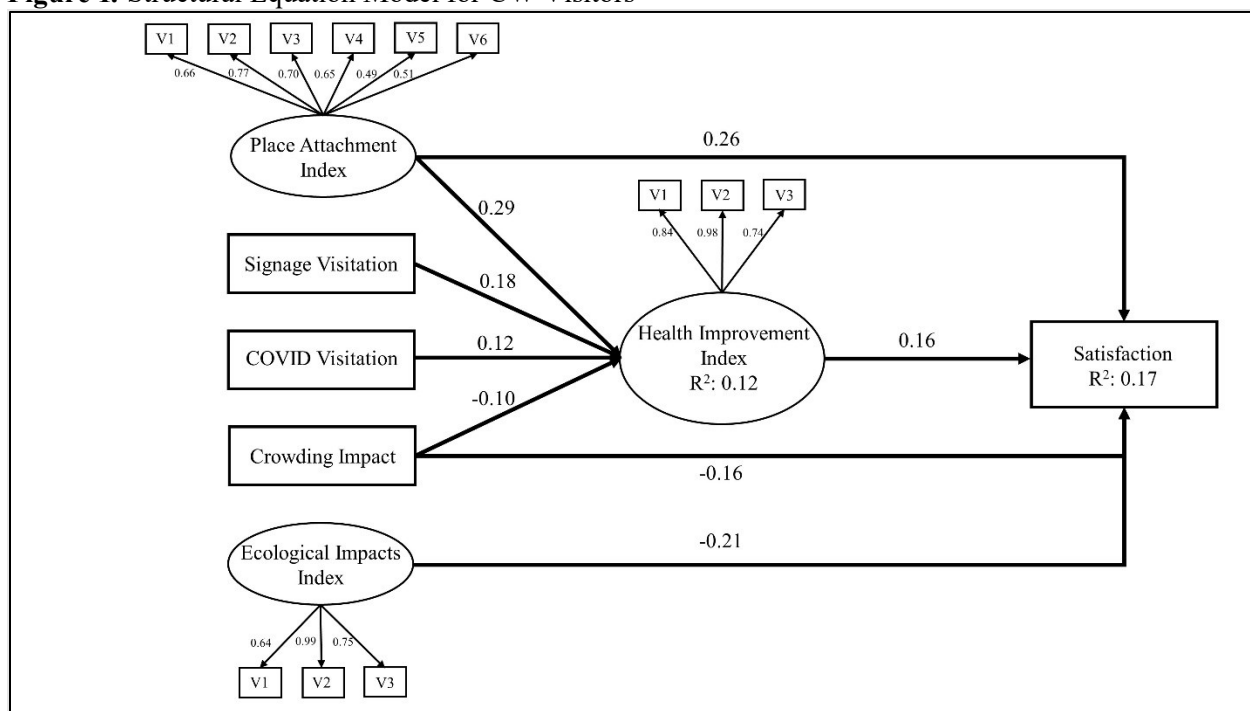 Figure 1. Structural Equation Model for CW Visitors
V1 V2 V3 V4 V5 V6
0.66 0.77 0.70 0.65 0.49 0.51
Place Attachment
Index
0.26
0.29
V1 V2 V3
0.84 0.98 0.74
Signage Visitation
0.18
COVID Visitation
0.12
Health Improvement
Index
R²: 0.12
0.16
Satisfaction
R²: 0.17
-0.10
Crowding Impact
-0.16
-0.21
Ecological Impacts
Index
0.64 0.99 0.75
V1 V2 V3